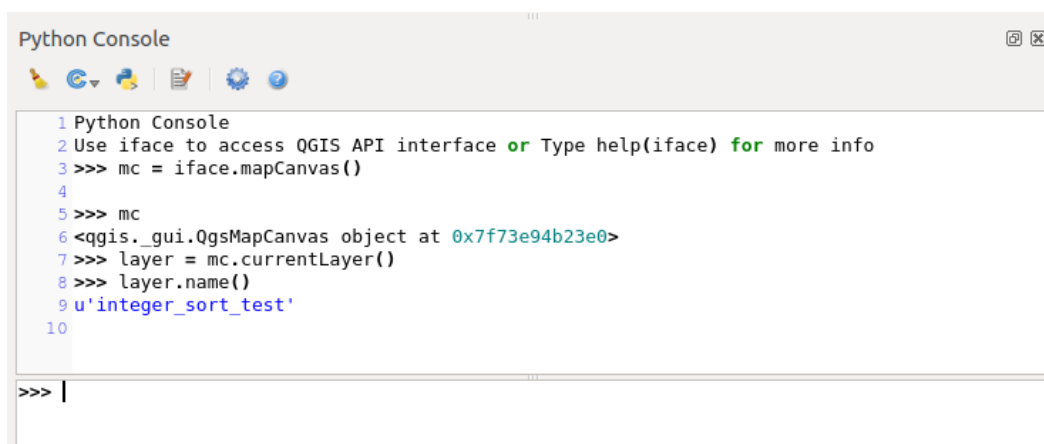 Python Console
1 Python Console
2 Use iface to access QGIS API interface or Type help(iface) for more info
3 >>> mc = iface.mapCanvas()
4
5 >>> mc
6 <qgis._gui.QgsMapCanvas object at 0x7f73e94b23e0>
7 >>> layer = mc.currentLayer()
8 >>> layer.name()
9 u'integer_sort_test'
10
>>>